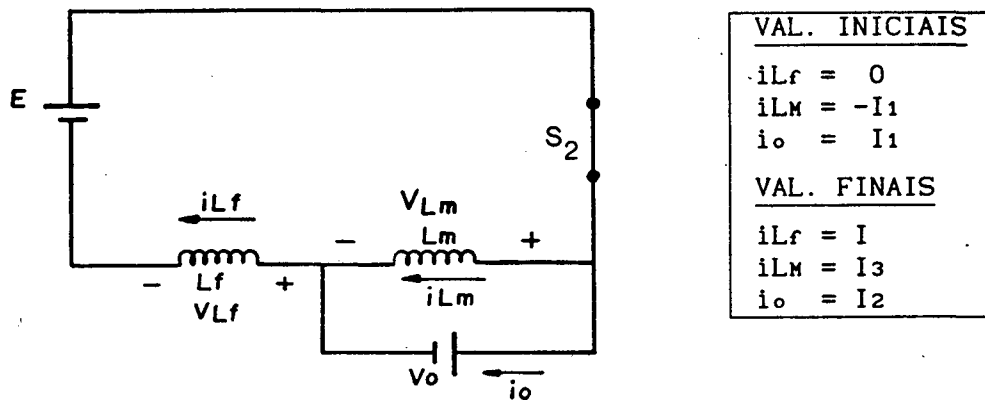 E
S2
iLf
VLm
Lm
- +
- Lf +
VLf
iLm
Vo
io
VAL. INICIAIS
iLf = 0
iLM = -I1
io = I1
VAL. FINAIS
iLf = I
iLM = I3
io = I2